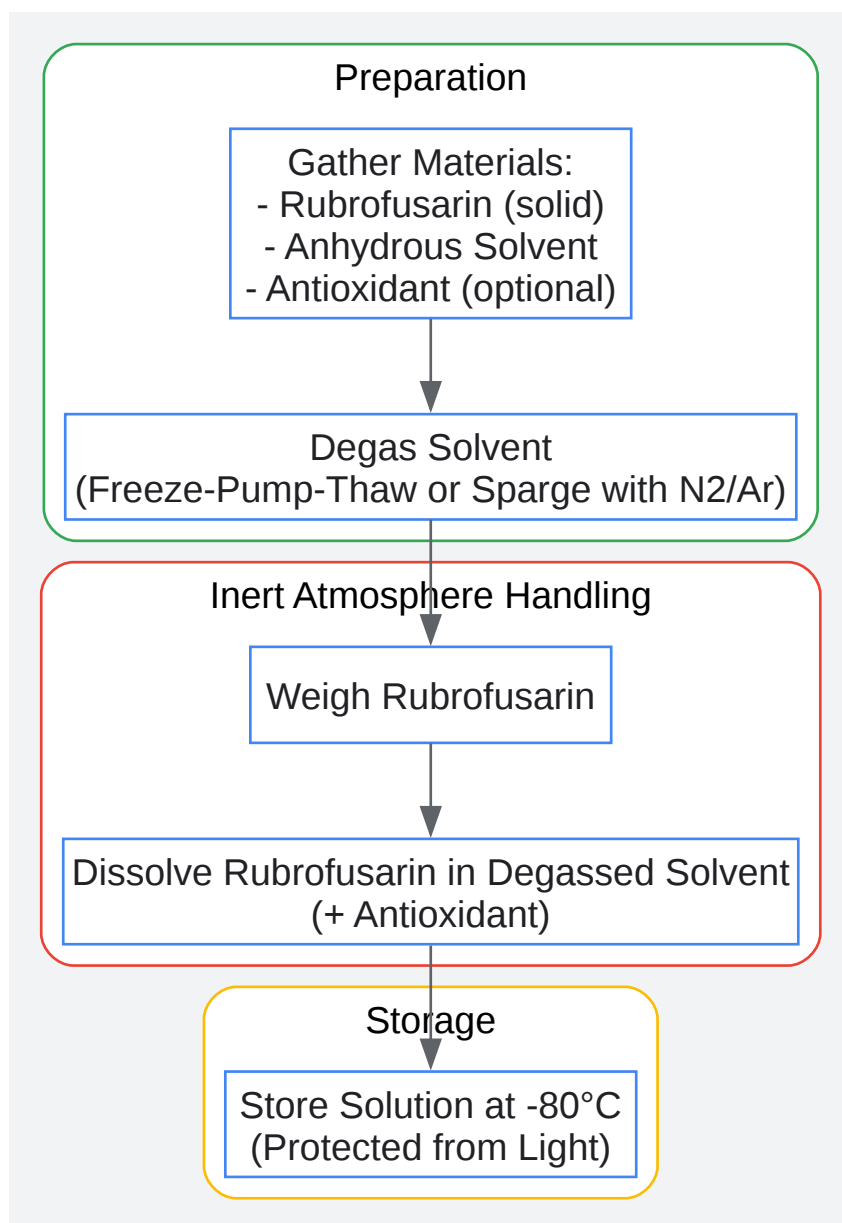 Preparation
Gather Materials:
- Rubrofusarin (solid)
- Anhydrous Solvent
- Antioxidant (optional)
Degas Solvent
(Freeze-Pump-Thaw or Sparge with N2/Ar)
Inert Atmosphere Handling
Weigh Rubrofusarin
Dissolve Rubrofusarin in Degassed Solvent
(+ Antioxidant)
Storage
Store Solution at -80°C
(Protected from Light)